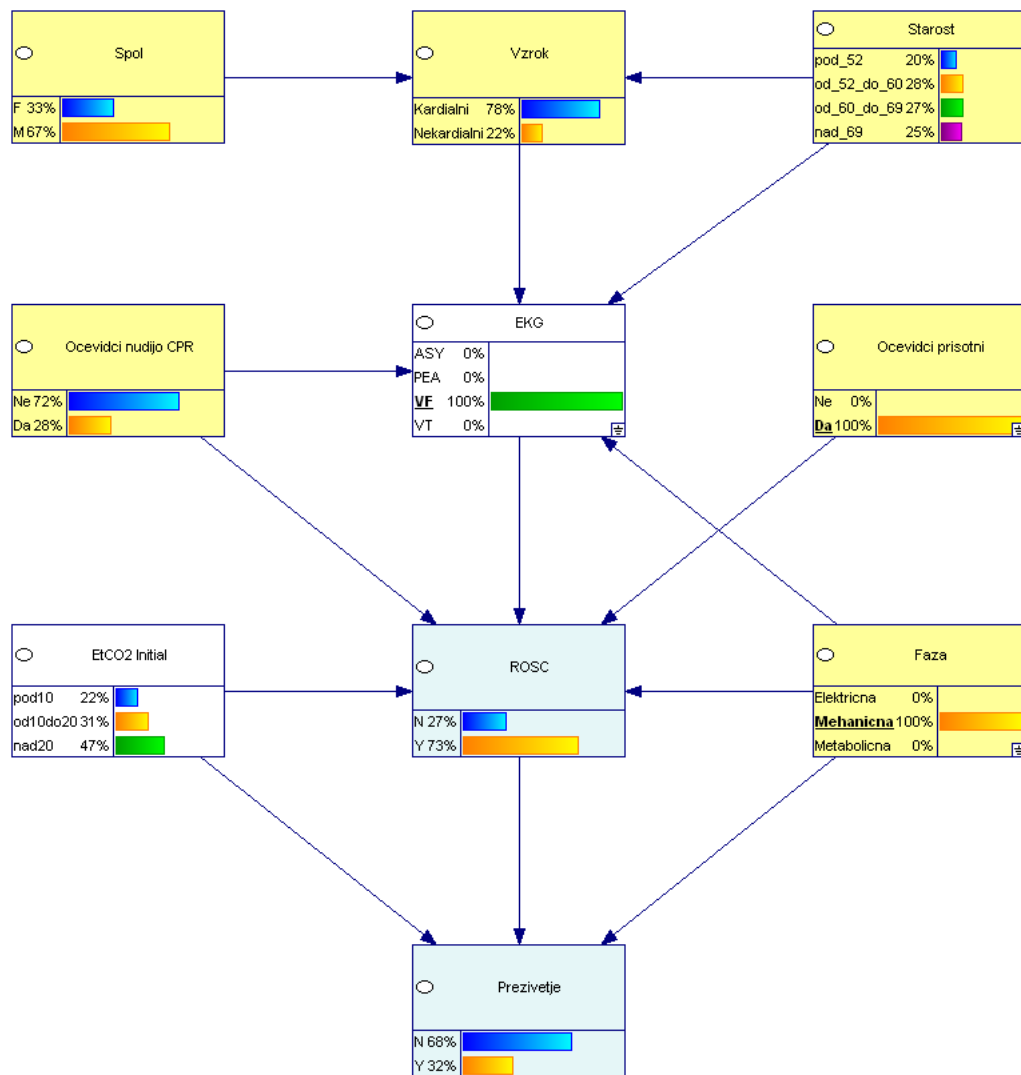 Spol
F 33%
M 67%
Vzrok
Kardialni 78%
Nekardialni 22%
Starost
pod_52 20%
od_52_do_60 28%
od_60_do_69 27%
nad_69 25%
Ocevidci nudijo CPR
Ne 72%
Da 28%
EKG
ASY 0%
PEA 0%
VF 100%
VT 0%
Ocevidci prisotni
Ne 0%
Da 100%
EtCO2 Initial
pod10 22%
od10do20 31%
nad20 47%
ROSC
N 27%
Y 73%
Faza
Elektricna 0%
Mehanicna 100%
Metabolicna 0%
Prezivetje
N 68%
Y 32%